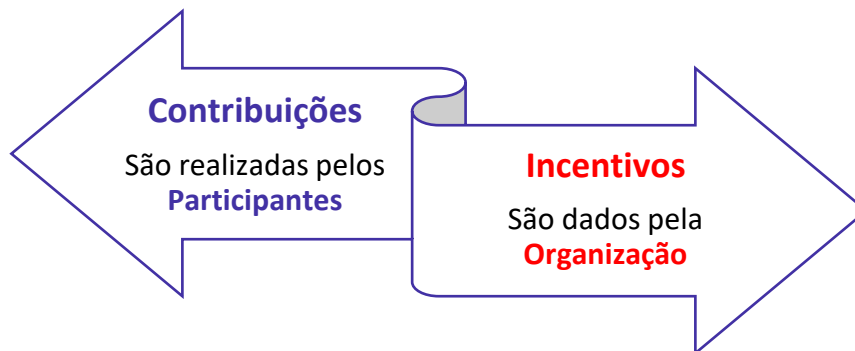 Contribuições
São realizadas pelos
Participantes
Incentivos
São dados pela
Organização